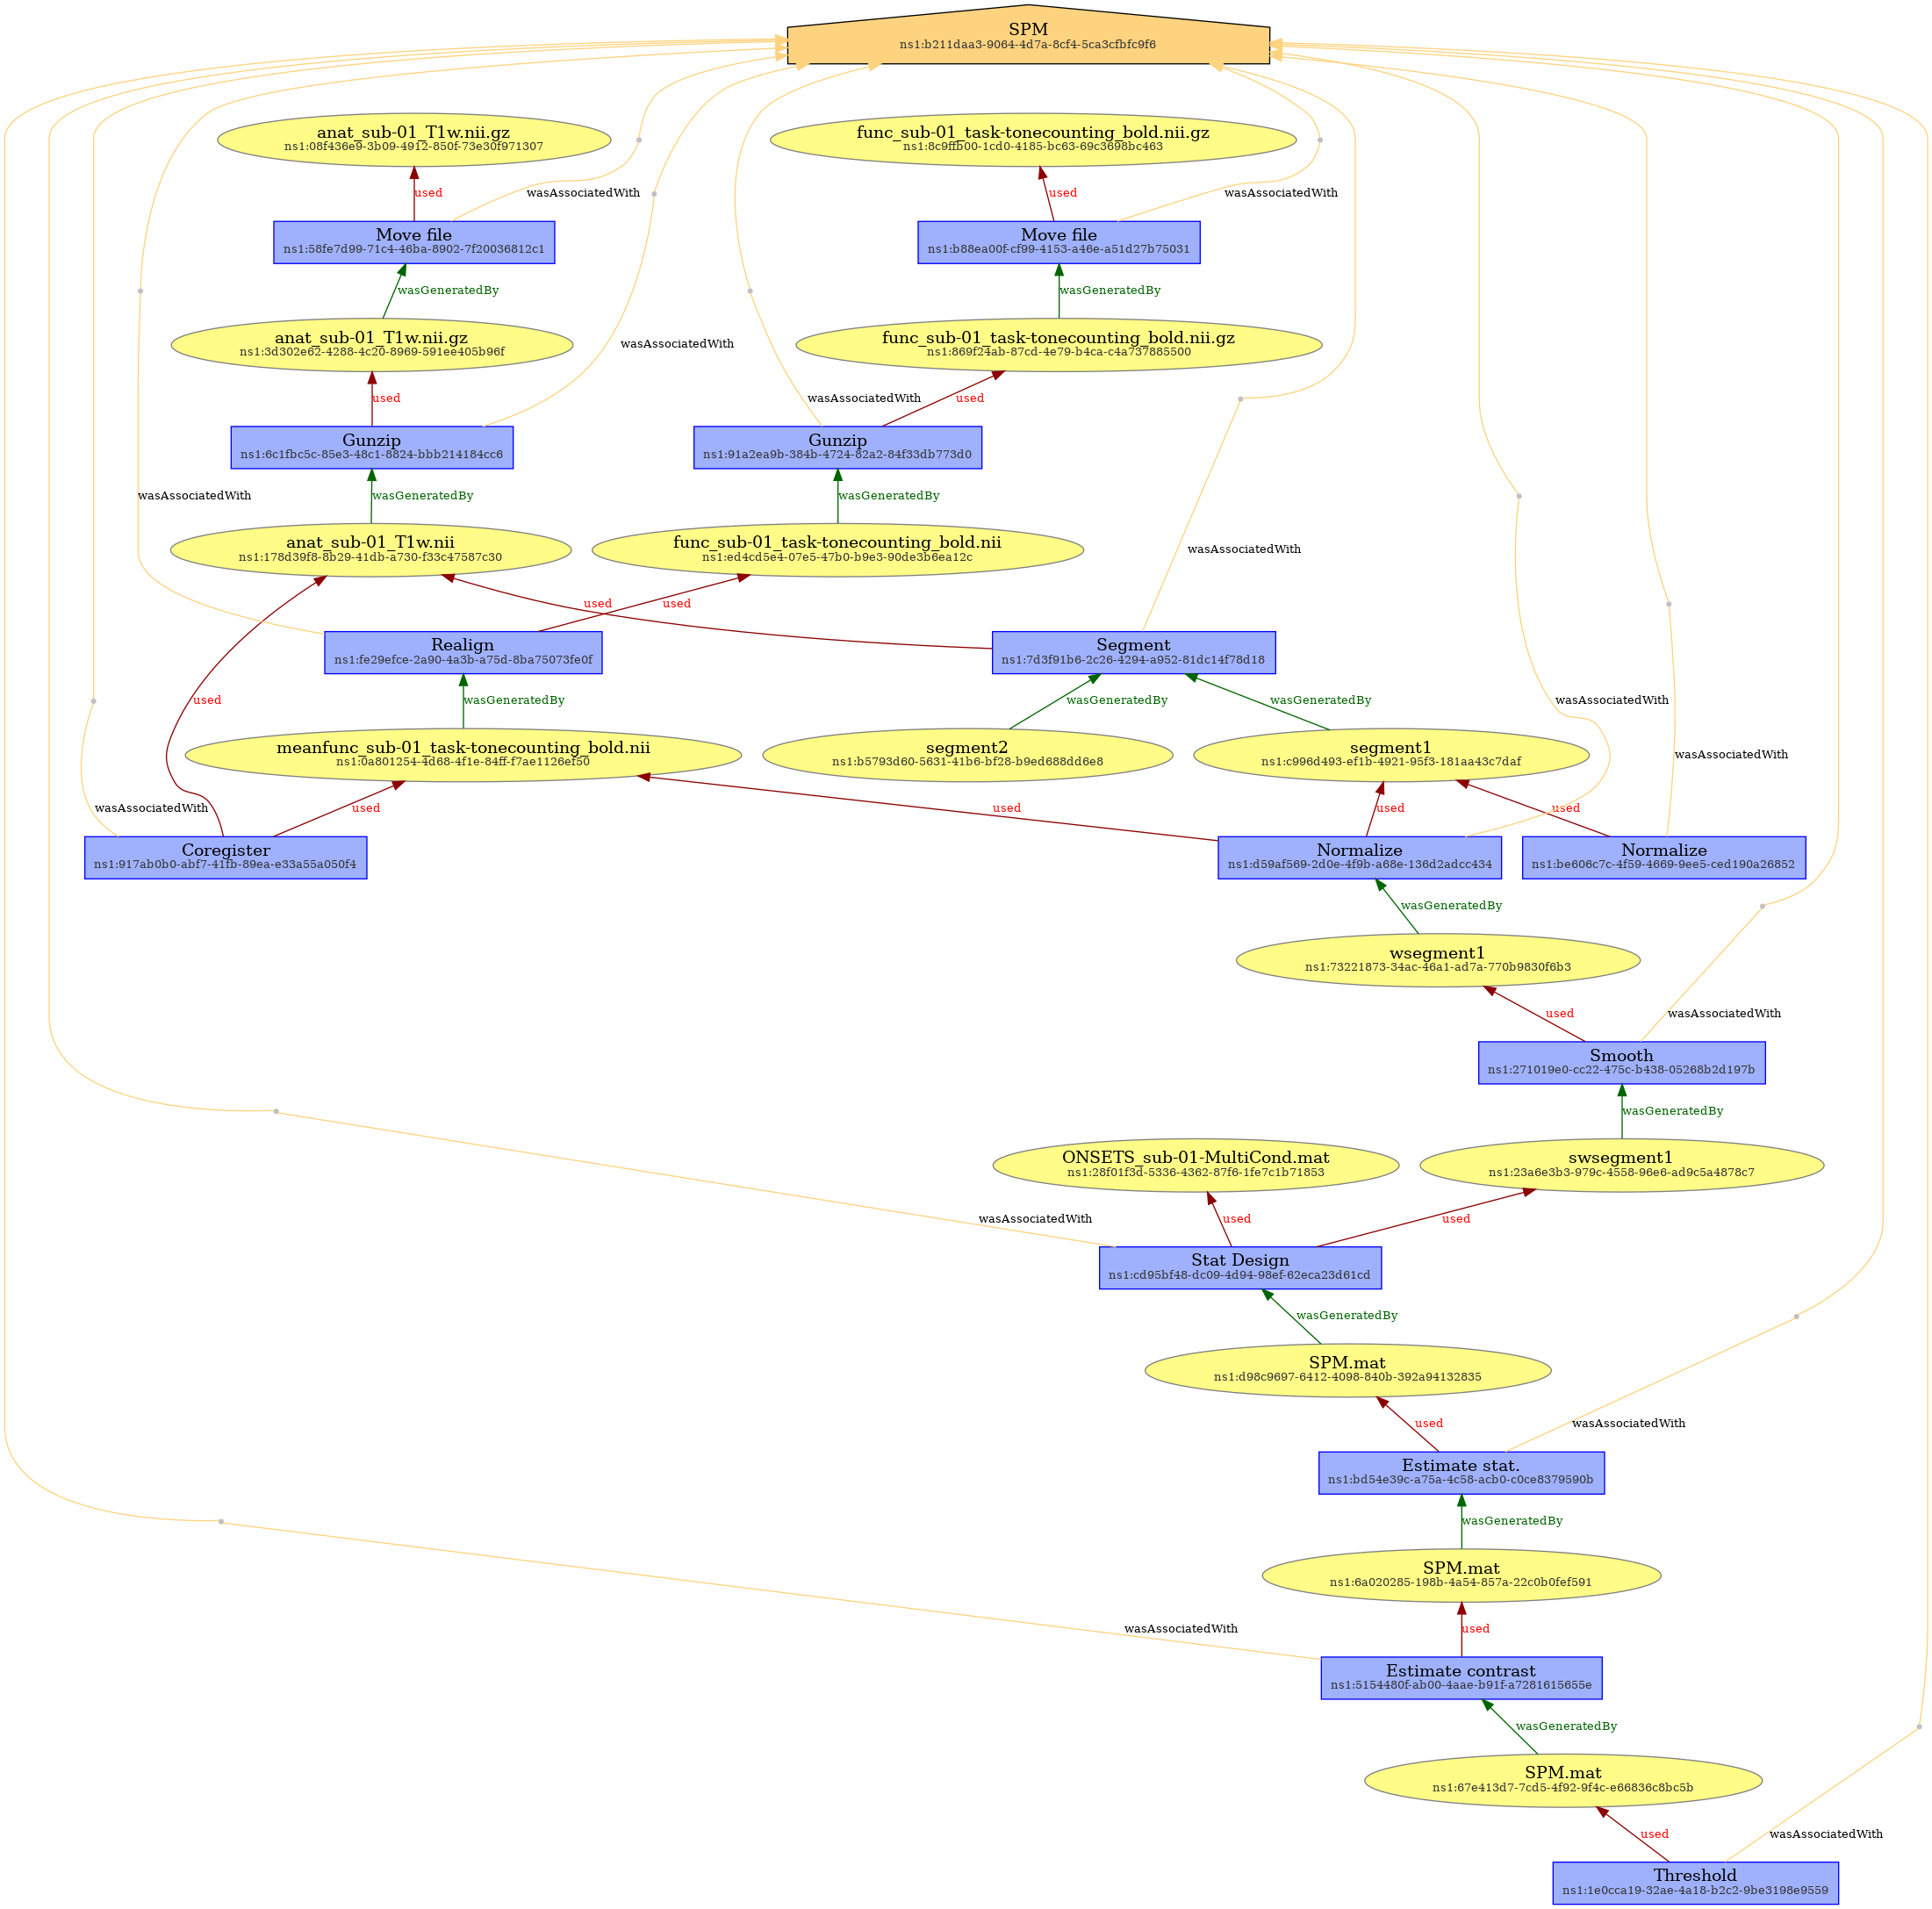 SPM
ns1:b211daa3-9064-4d7a-8cf4-5ca3cfbfc9f6
anat_sub-01_T1w.nii.gz
ns1:08f436e9-3b09-4912-850f-73e30f971307
func_sub-01_task-tonecounting_bold.nii.gz
ns1:8c9ffb00-1cd0-4185-bc63-69c3698bc463
used
wasAssociatedWith
used
wasAssociatedWith
Move file
ns1:58fe7d99-71c4-46ba-8902-7f20036812c1
Move file
ns1:b88ea00f-cf99-4153-a46e-a51d27b75031
wasGeneratedBy
wasGeneratedBy
anat_sub-01_T1w.nii.gz
ns1:3d302e62-4288-4c20-8969-591ee405b96f
wasAssociatedWith
func_sub-01_task-tonecounting_bold.nii.gz
ns1:869f24ab-87cd-4e79-b4ca-c4a737885500
used
wasAssociatedWith
used
Gunzip
ns1:6c1fbc5c-85e3-48c1-8824-bbb214184cc6
Gunzip
ns1:91a2ea9b-384b-4724-82a2-84f33db773d0
wasAssociatedWith
wasGeneratedBy
wasGeneratedBy
anat_sub-01_T1w.nii
ns1:178d39f8-8b29-41db-a730-f33c47587c30
func_sub-01_task-tonecounting_bold.nii
ns1:ed4cd5e4-07e5-47b0-b9e3-90de3b6ea12c
wasAssociatedWith
used
used
Realign
ns1:fe29efce-2a90-4a3b-a75d-8ba75073fe0f
Segment
ns1:7d3f91b6-2c26-4294-a952-81dc14f78d18
used
wasGeneratedBy
wasGeneratedBy
wasGeneratedBy
wasAssociatedWith
meanfunc_sub-01_task-tonecounting_bold.nii
ns1:0a801254-4d68-4f1e-84ff-f7ae1126ef50
segment2
ns1:b5793d60-5631-41b6-bf28-b9ed688dd6e8
segment1
ns1:c996d493-ef1b-4921-95f3-181aa43c7daf
wasAssociatedWith
wasAssociatedWith
used
used
used
used
Coregister
ns1:917ab0b0-abf7-41fb-89ea-e33a55a050f4
Normalize
ns1:d59af569-2d0e-4f9b-a68e-136d2adcc434
Normalize
ns1:be606c7c-4f59-4669-9ee5-ced190a26852
wasGeneratedBy
wsegment1
ns1:73221873-34ac-46a1-ad7a-770b9830f6b3
used
wasAssociatedWith
Smooth
ns1:271019e0-cc22-475c-b438-05268b2d197b
wasGeneratedBy
ONSETS_sub-01-MultiCond.mat
ns1:28f01f3d-5336-4362-87f6-1fe7c1b71853
swsegment1
ns1:23a6e3b3-979c-4558-96e6-ad9c5a4878c7
wasAssociatedWith
used
used
Stat Design
ns1:cd95bf48-dc09-4d94-98ef-62eca23d61cd
wasGeneratedBy
SPM.mat
ns1:d98c9697-6412-4098-840b-392a94132835
used
wasAssociatedWith
Estimate stat.
ns1:bd54e39c-a75a-4c58-acb0-c0ce8379590b
wasGeneratedBy
SPM.mat
ns1:6a020285-198b-4a54-857a-22c0b0fef591
wasAssociatedWith
used
Estimate contrast
ns1:5154480f-ab00-4aae-b91f-a7281615655e
wasGeneratedBy
SPM.mat
ns1:67e413d7-7cd5-4f92-9f4c-e66836c8bc5b
used
wasAssociatedWith
Threshold
ns1:1e0cca19-32ae-4a18-b2c2-9be3198e9559